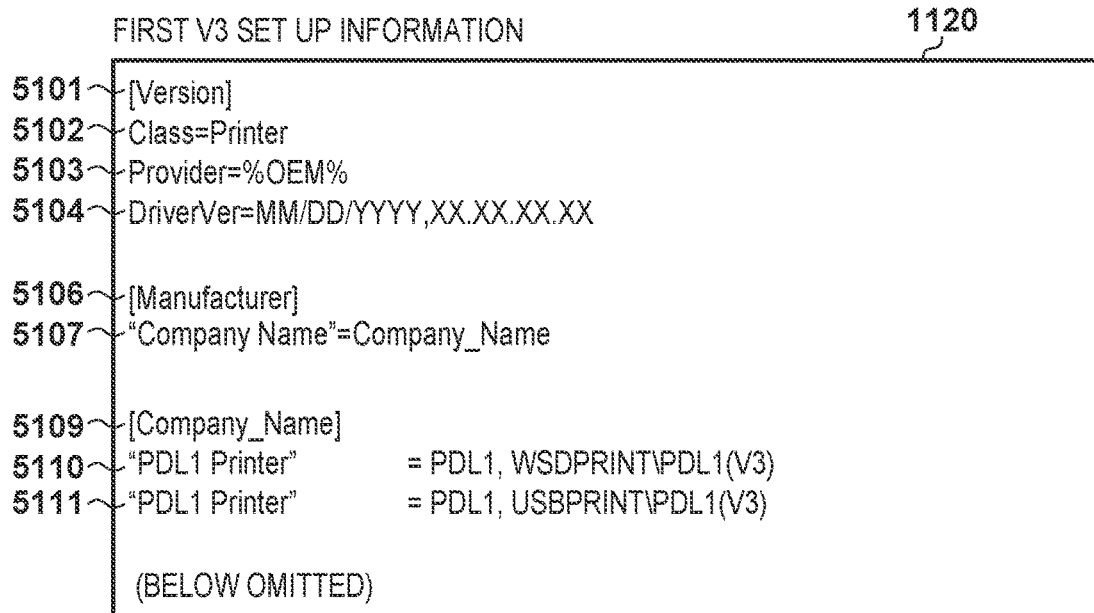 FIRST V3 SET UP INFORMATION 1120
5101 [Version]
5102 Class=Printer
5103 Provider=%OEM%
5104 DriverVer=MM/DD/YYYY,XX.XX.XX.XX
5106 [Manufacturer]
5107 “Company Name”=Company_Name
5109 [Company_Name]
5110 “PDL1 Printer” = PDL1, WSDPRINT\PDL1(V3)
5111 “PDL1 Printer” = PDL1, USBPRINT\PDL1(V3)
(BELOW OMITTED)